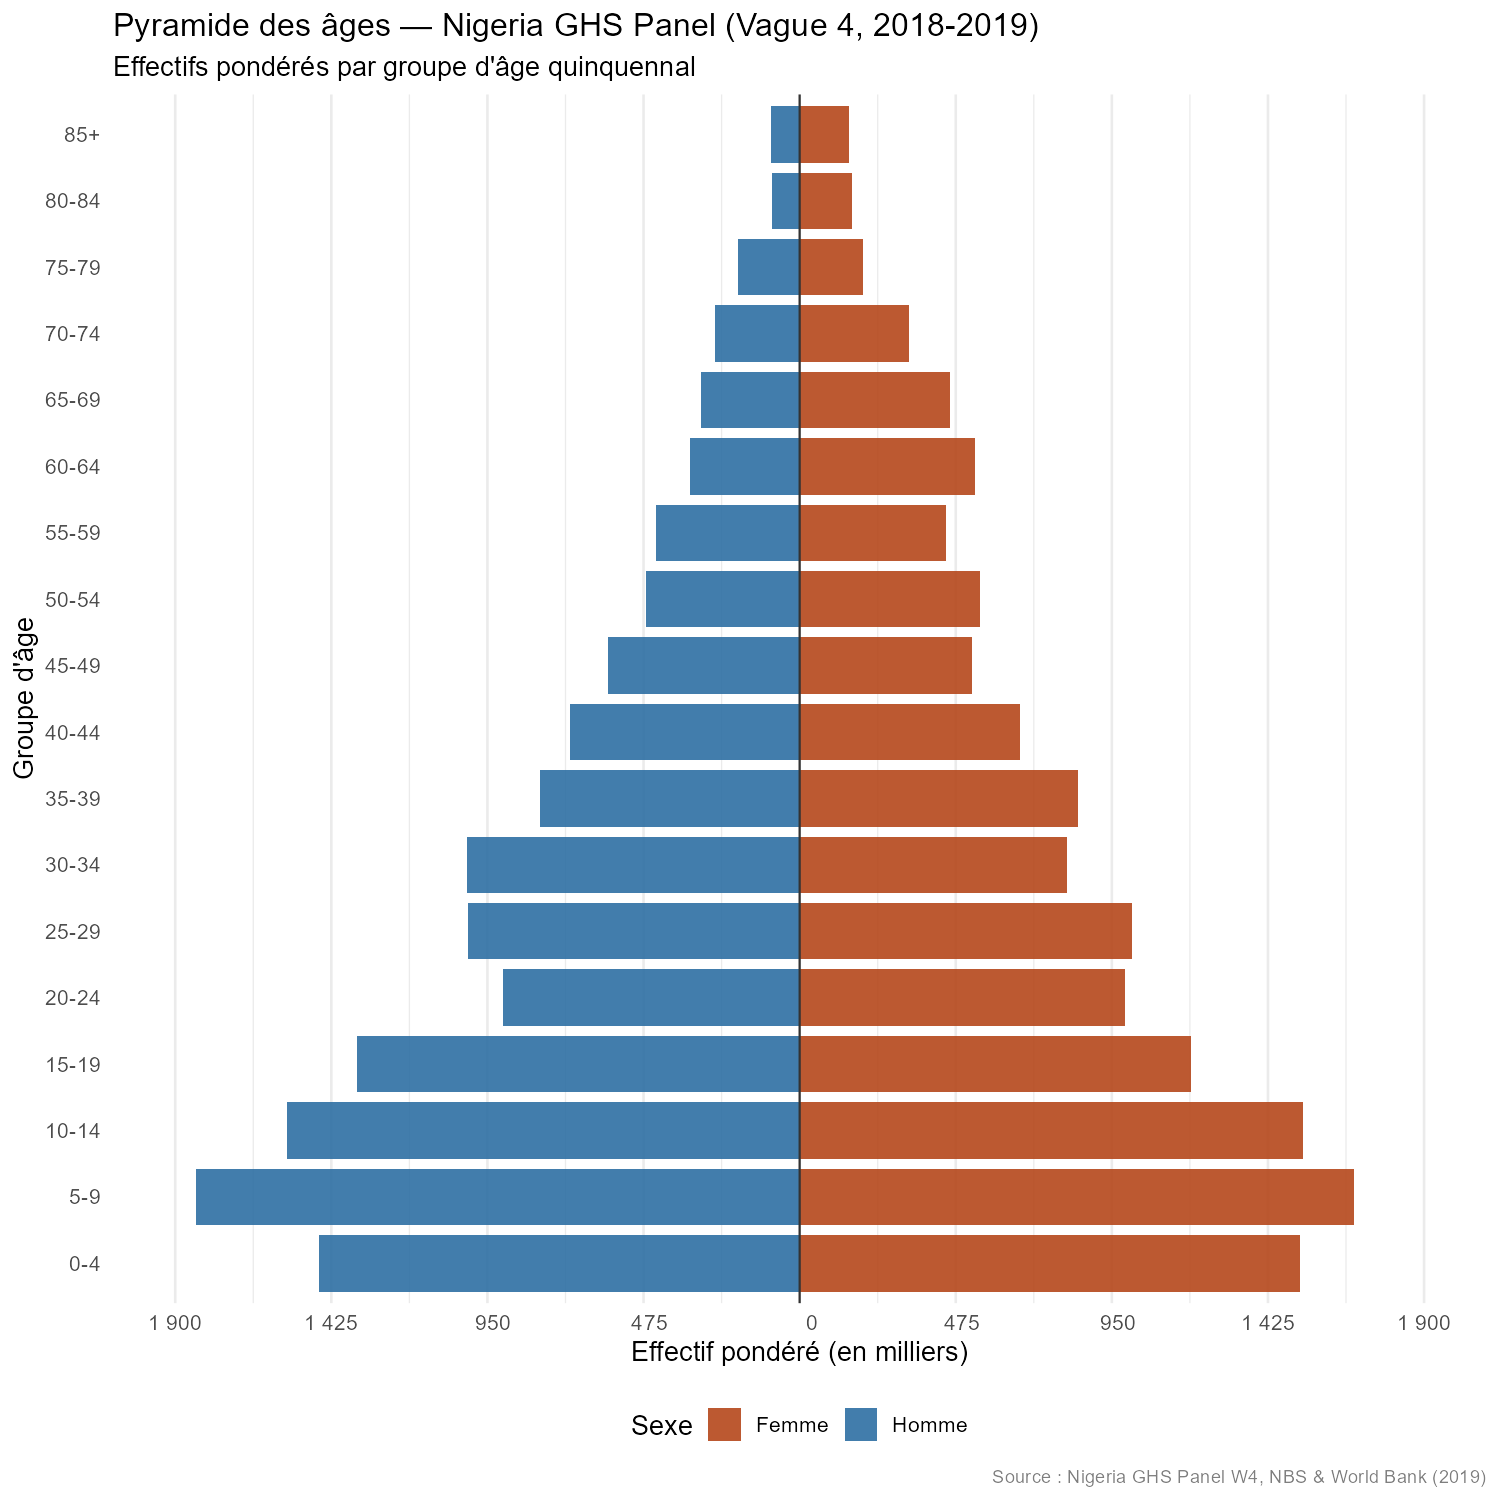 Pyramide des âges — Nigeria GHS Panel (Vague 4, 2018-2019)
Effectifs pondérés par groupe d'âge quinquennal
Groupe d'âge
85+
80-84
75-79
70-74
65-69
60-64
55-59
50-54
45-49
40-44
35-39
30-34
25-29
20-24
15-19
10-14
5-9
0-4
1 900 1 425 950 475 0 475 950 1 425 1 900
Effectif pondéré (en milliers)
Sexe Femme Homme
Source : Nigeria GHS Panel W4, NBS & World Bank (2019)